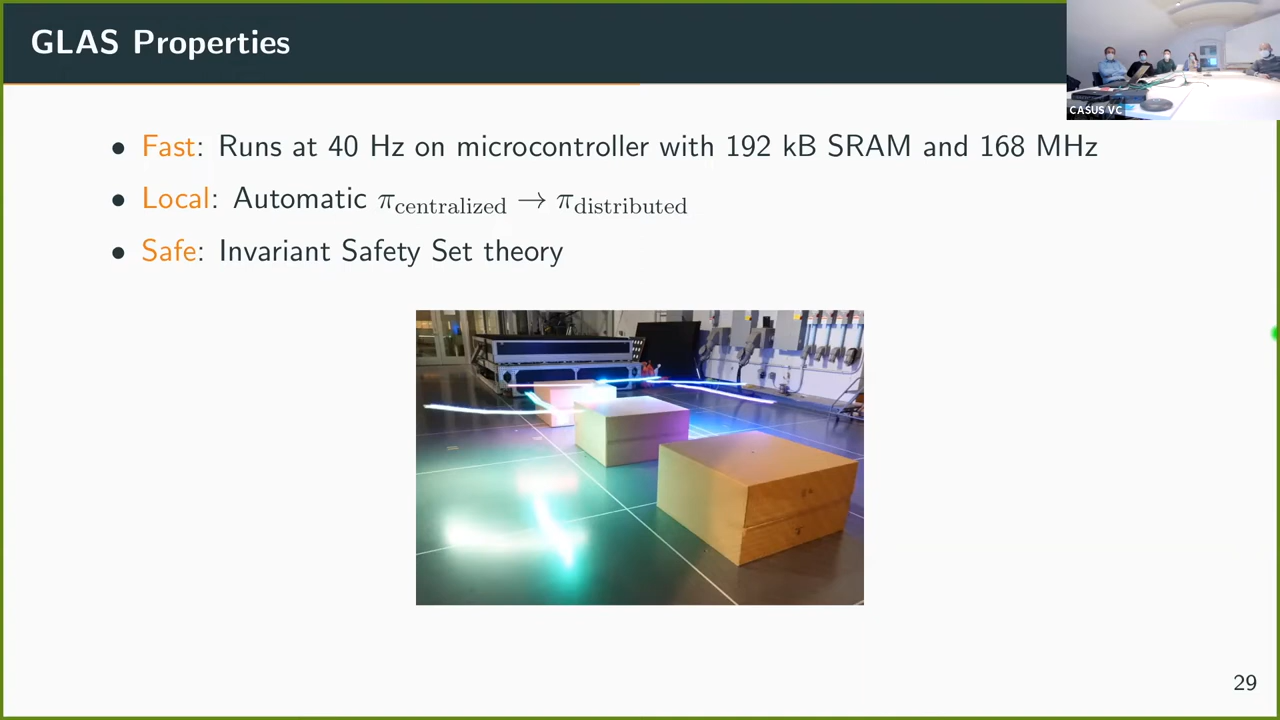 GLAS Properties
CASUS VC
• Fast: Runs at 40 Hz on microcontroller with 192 kB SRAM and 168 MHz
• Local: Automatic π_centralized → π_distributed
• Safe: Invariant Safety Set theory
29